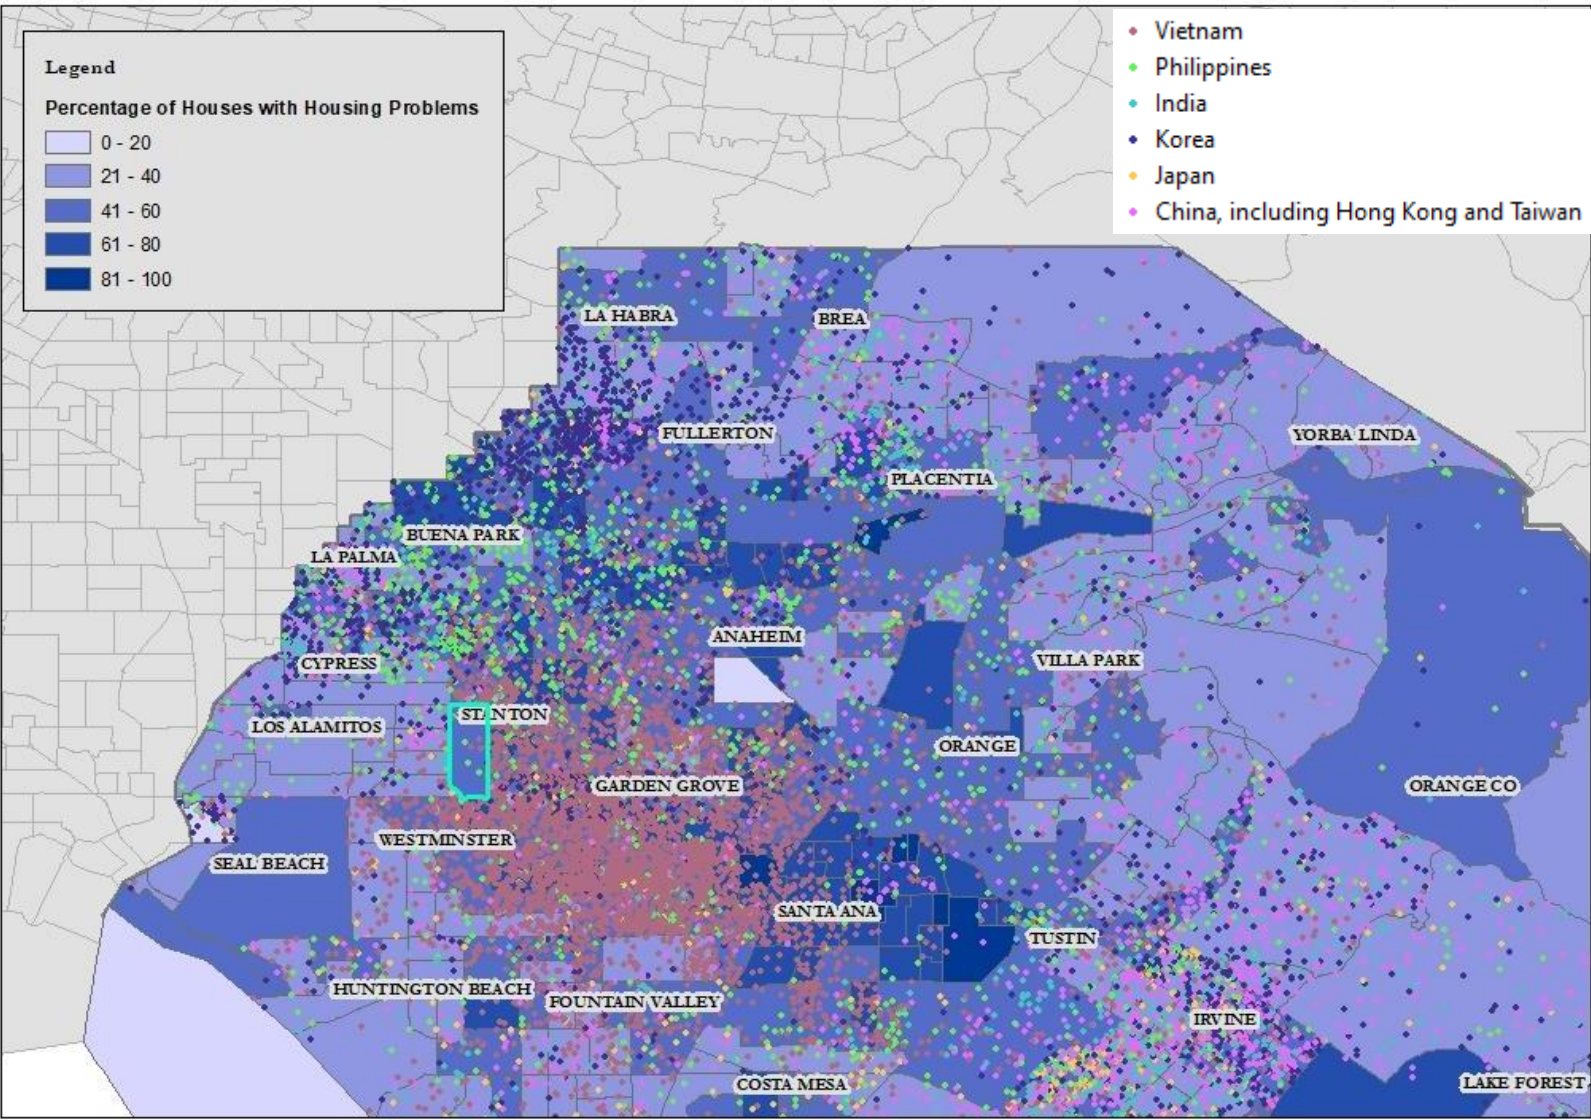 Legend
Percentage of Houses with Housing Problems
0 - 20
21 - 40
41 - 60
61 - 80
81 - 100
Vietnam
Philippines
India
Korea
Japan
China, including Hong Kong and Taiwan
LA HABRA
BREA
FULLERTON
YORBA LINDA
PLACENTIA
BUENA PARK
LA PALMA
ANAHEIM
CYPRESS
VILLA PARK
STANTON
LOS ALAMITOS
ORANGE
GARDEN GROVE
ORANGE CO
WESTMINSTER
SEAL BEACH
SANTA ANA
TUSTIN
HUNTINGTON BEACH
FOUNTAIN VALLEY
IRVINE
COSTA MESA
LAKE FOREST